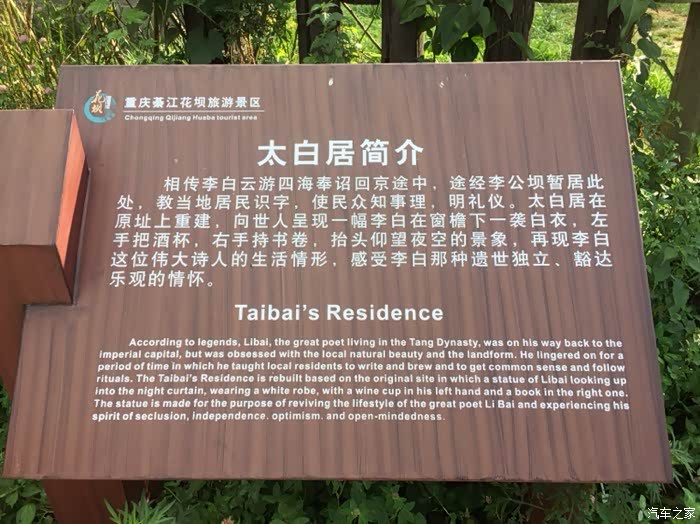 重庆綦江花坝旅游景区
Chongqing Qijiang Huaba tourist area
太白居简介
相传李白云游四海奉诏回京途中，途经李公坝暂居此
处，教当地居民识字，使民众知事理，明礼仪。太白居在
原址上重建，向世人呈现一幅李白在窗檐下一袭白衣，左
手把酒杯，右手持书卷，抬头仰望夜空的景象，再现李白
这位伟大诗人的生活情形，感受李白那种遗世独立、豁达
乐观的情怀。
Taibai's Residence
According to legends, Libai, the great poet living in the Tang Dynasty, was on his way back to the
imperial capital, but was obsessed with the local natural beauty and the landform. He lingered on for a
period of time in which he taught local residents to write and brew and to get common sense and follow
rituals. The Taibai's Residence is rebuilt based on the original site in which a statue of Libai looking up
into the night curtain, wearing a white robe, with a wine cup in his left hand and a book in the right one.
The statue is made for the purpose of reviving the lifestyle of the great poet Li Bai and experiencing his
spirit of seclusion, independence, optimism, and open-mindedness.
汽车之家